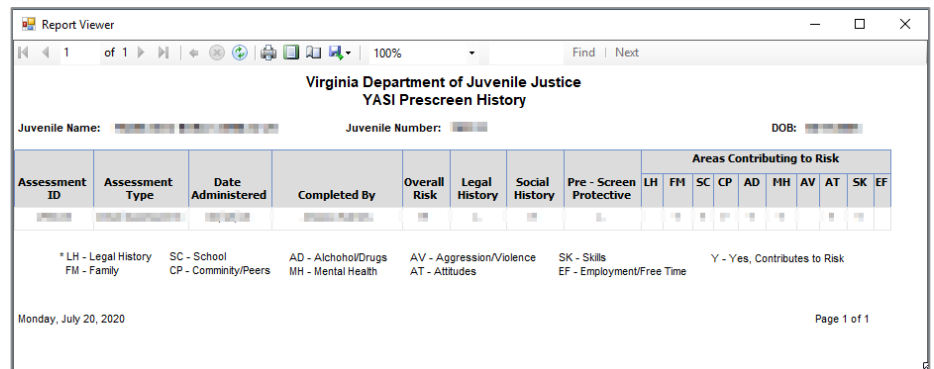 Report Viewer
1 of 1 100% Find | Next
Virginia Department of Juvenile Justice
YASI Prescreen History
Juvenile Name: Juvenile Number: DOB:
Areas Contributing to Risk
Assessment ID Assessment Type Date Administered Completed By Overall Risk Legal History Social History Pre - Screen Protective LH FM SC CP AD MH AV AT SK EF
* LH - Legal History SC - School AD - Alchohol/Drugs AV - Aggression/Violence SK - Skills Y - Yes, Contributes to Risk
FM - Family CP - Comminity/Peers MH - Mental Health AT - Attitudes EF - Employment/Free Time
Monday, July 20, 2020 Page 1 of 1